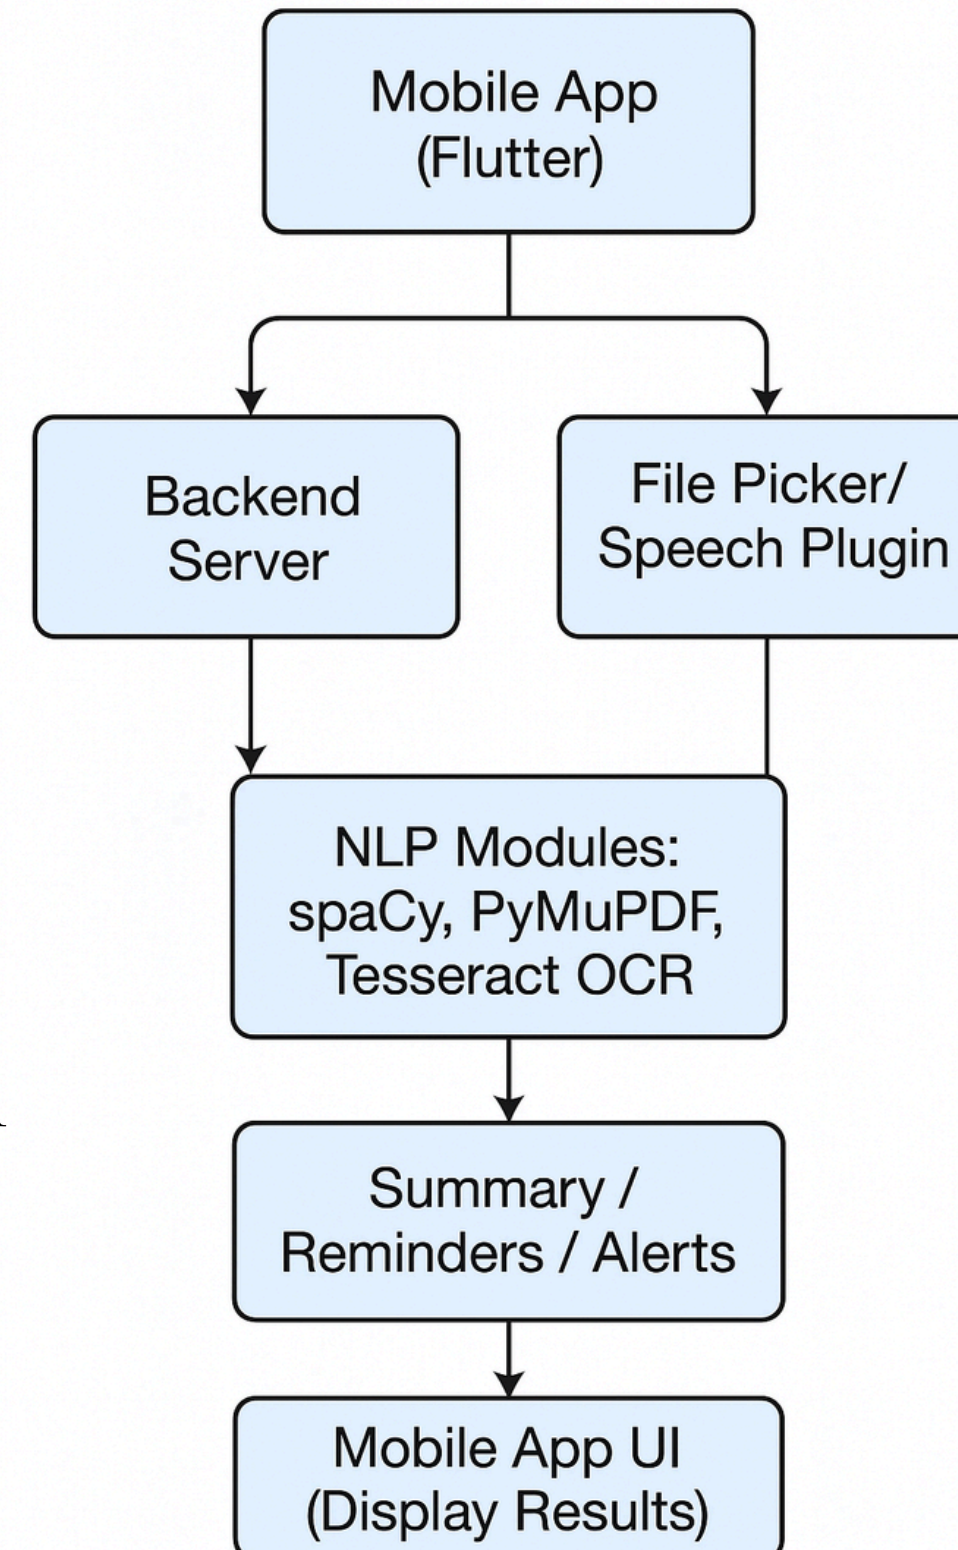 Mobile App
(Flutter)
Backend
Server
File Picker/
Speech Plugin
NLP Modules:
spaCy, PyMuPDF,
Tesseract OCR
Summary /
Reminders / Alerts
Mobile App UI
(Display Results)